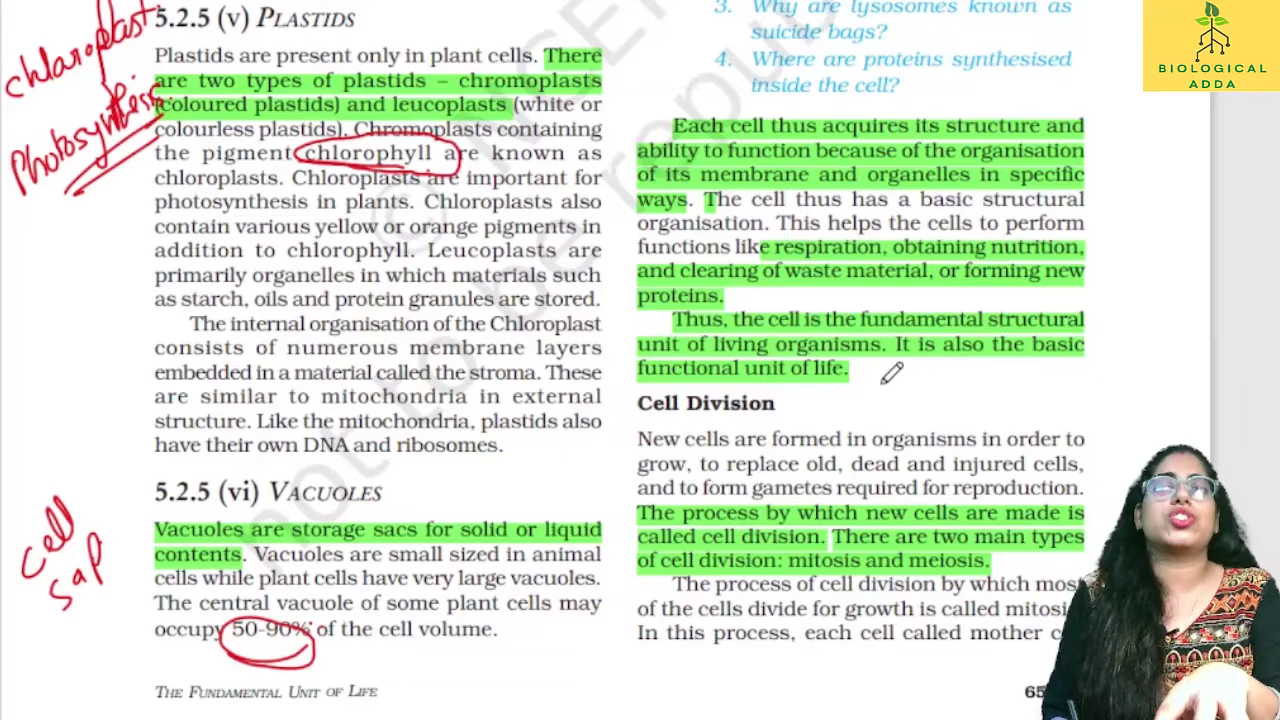 chloroplast
Photosynthesis
5.2.5 (v) PLASTIDS
Plastids are present only in plant cells. There
are two types of plastids – chromoplasts
(coloured plastids) and leucoplasts (white or
colourless plastids). Chromoplasts containing
the pigment chlorophyll are known as
chloroplasts. Chloroplasts are important for
photosynthesis in plants. Chloroplasts also
contain various yellow or orange pigments in
addition to chlorophyll. Leucoplasts are
primarily organelles in which materials such
as starch, oils and protein granules are stored.
The internal organisation of the Chloroplast
consists of numerous membrane layers
embedded in a material called the stroma. These
are similar to mitochondria in external
structure. Like the mitochondria, plastids also
have their own DNA and ribosomes.
5.2.5 (vi) VACUOLES
Vacuoles are storage sacs for solid or liquid
contents. Vacuoles are small sized in animal
cells while plant cells have very large vacuoles.
The central vacuole of some plant cells may
occupy 50-90% of the cell volume.
cell
sap
THE FUNDAMENTAL UNIT OF LIFE
3. Why are lysosomes known as
suicide bags?
4. Where are proteins synthesised
inside the cell?
Each cell thus acquires its structure and
ability to function because of the organisation
of its membrane and organelles in specific
ways. The cell thus has a basic structural
organisation. This helps the cells to perform
functions like respiration, obtaining nutrition,
and clearing of waste material, or forming new
proteins.
Thus, the cell is the fundamental structural
unit of living organisms. It is also the basic
functional unit of life.
Cell Division
New cells are formed in organisms in order to
grow, to replace old, dead and injured cells,
and to form gametes required for reproduction.
The process by which new cells are made is
called cell division. There are two main types
of cell division: mitosis and meiosis.
The process of cell division by which most
of the cells divide for growth is called
In this process, each cell called mother
65
BIOLOGICAL
ADDA
© 
not to be